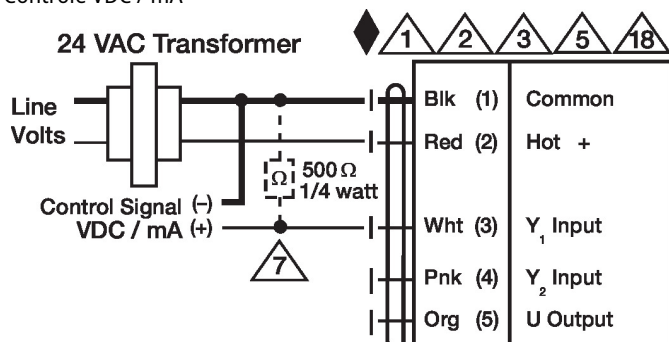 Controle VDC / mA
24 VAC Transformer
1 2 3 5 18
Line Volts
Blk (1) Common
Red (2) Hot +
Ω 500 Ω
1/4 watt
Control Signal (–)
VDC / mA (+)
Wht (3) Y1 Input
7
Pnk (4) Y2 Input
Org (5) U Output